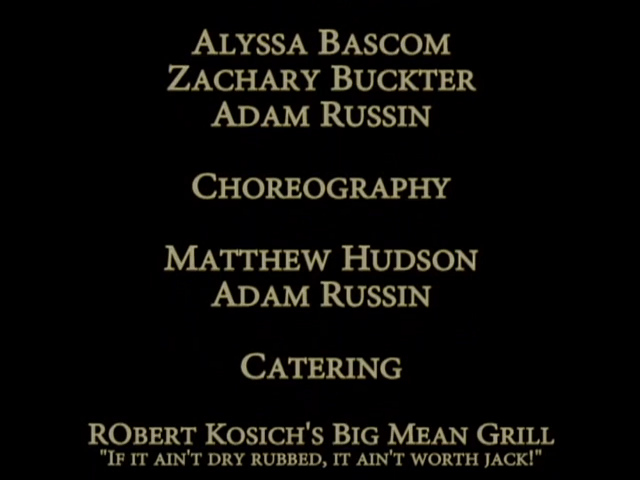 Alyssa Bascom
Zachary Buckter
Adam Russin
Choreography
Matthew Hudson
Adam Russin
Catering
RObert Kosich's Big Mean Grill
"If it ain't dry rubbed, it ain't worth jack!"